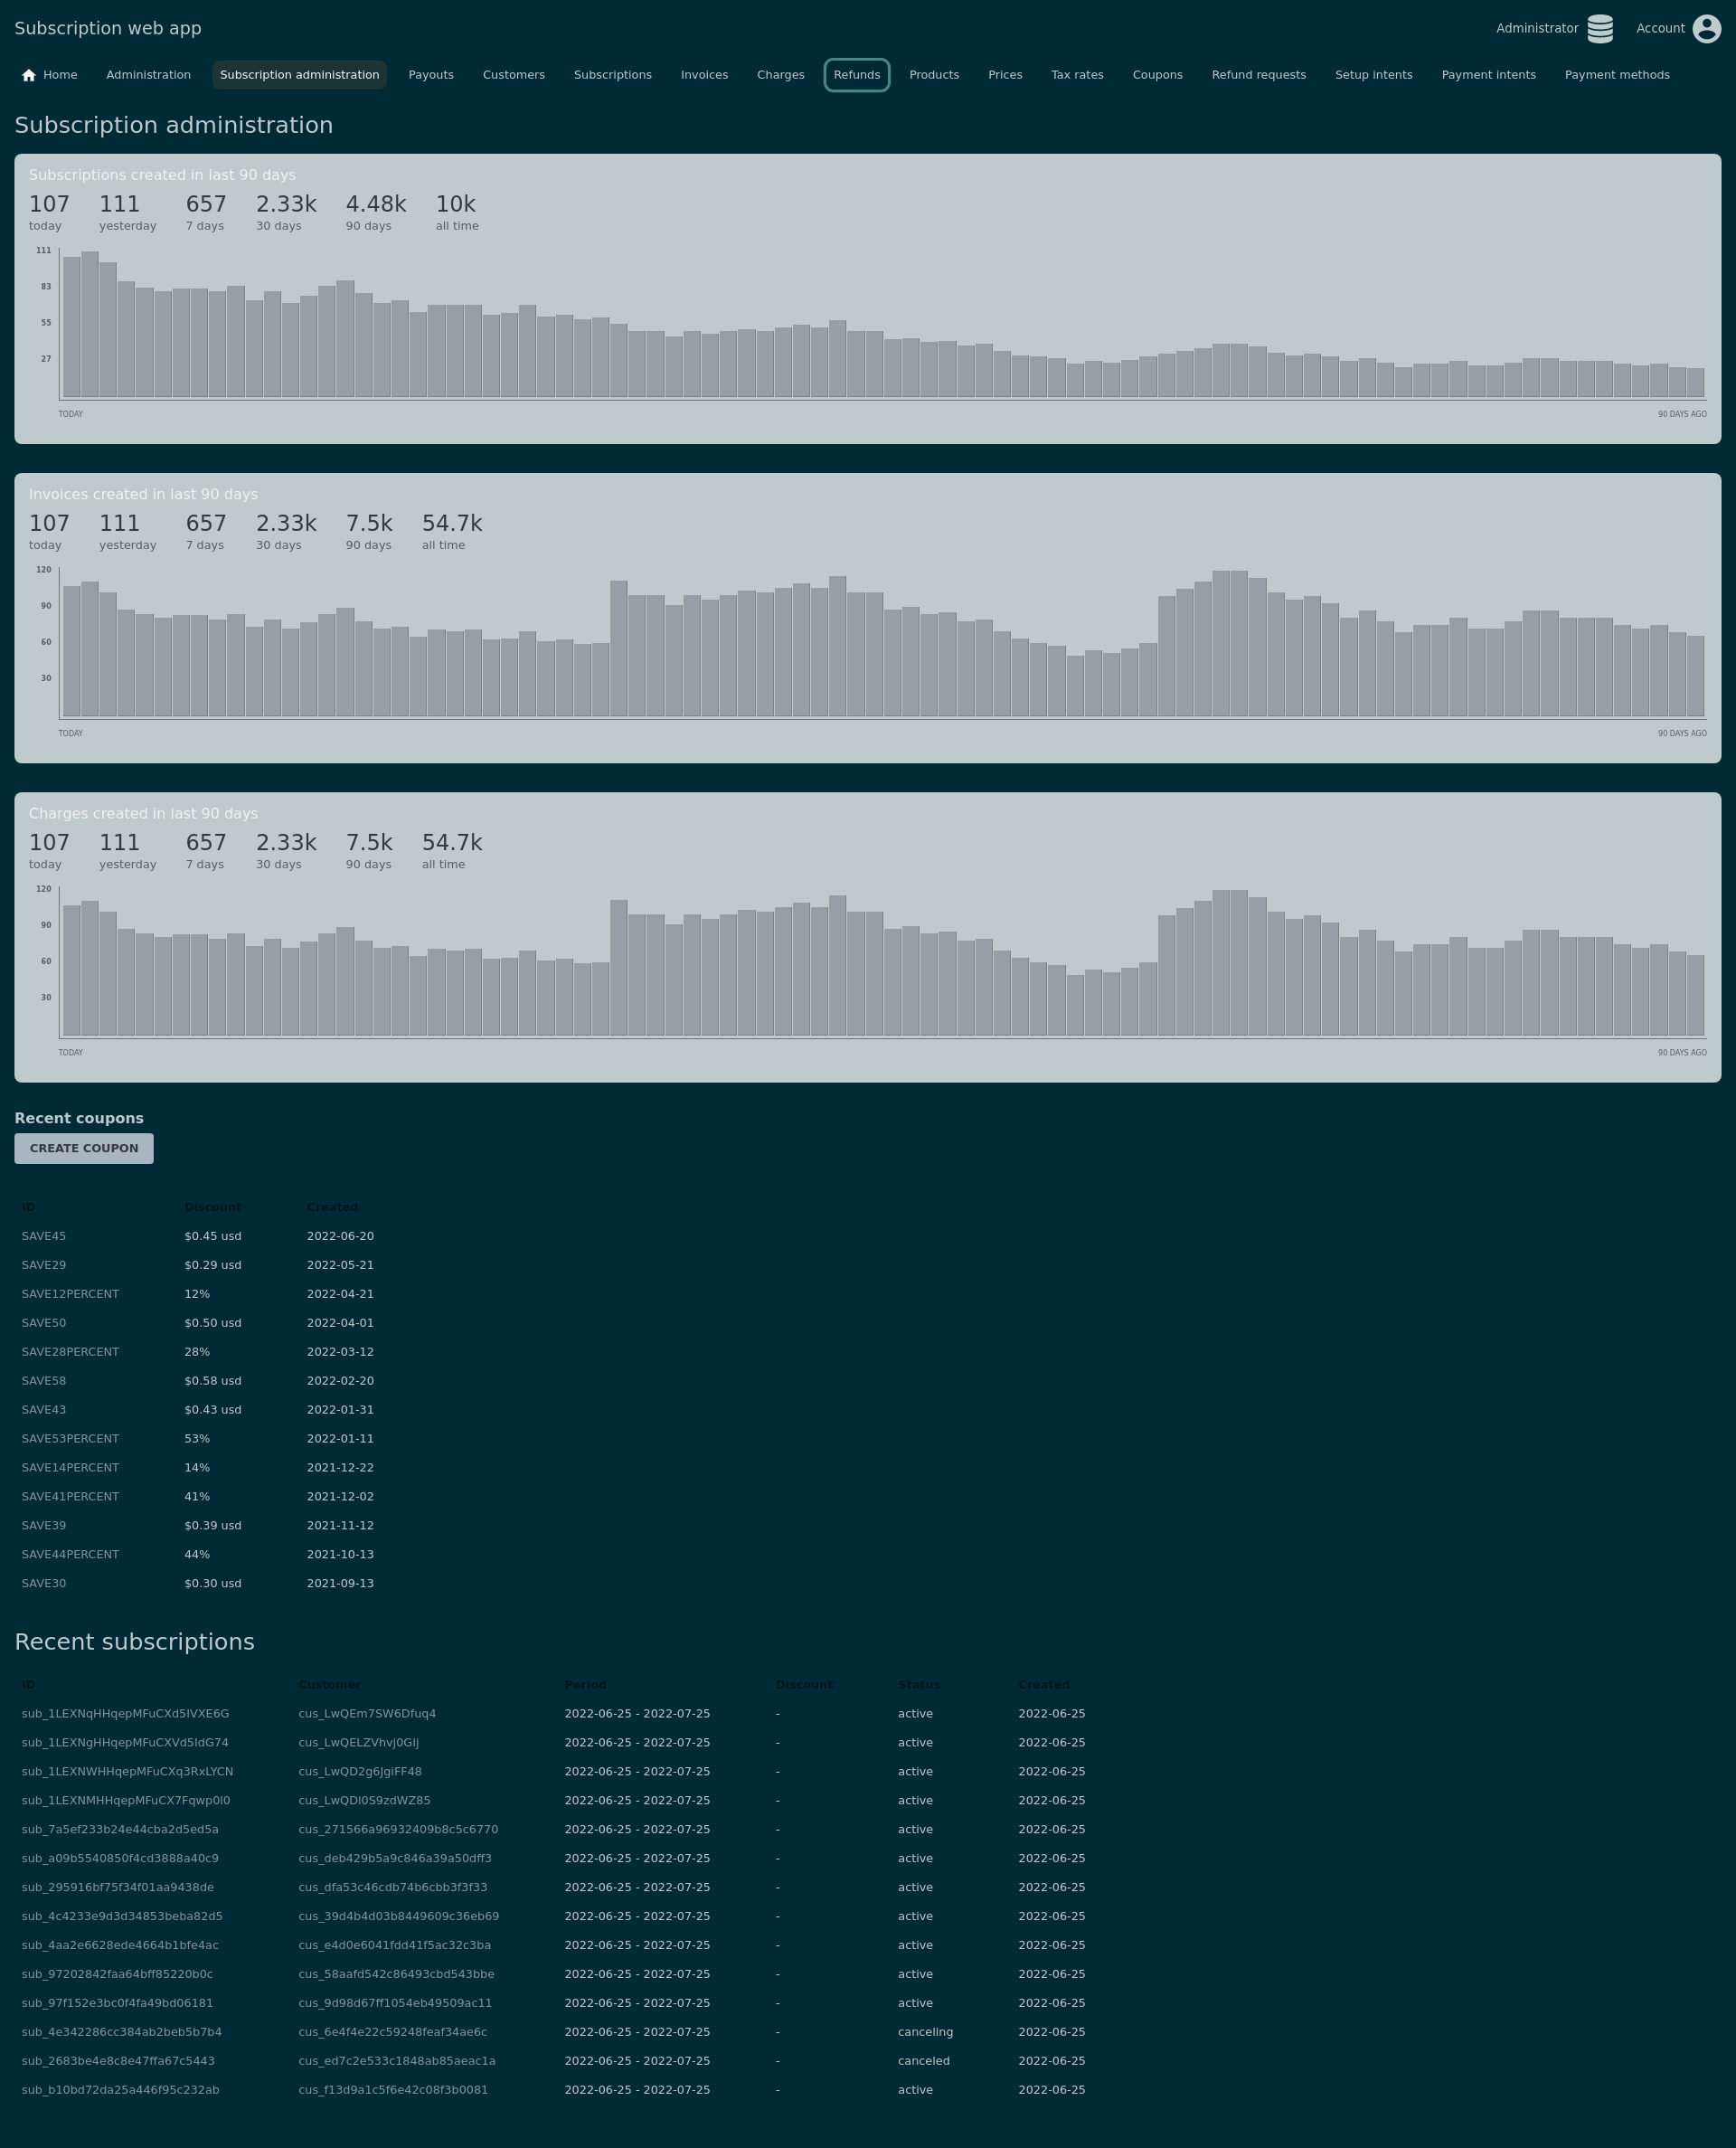 Subscription web app
Administrator Account
Home Administration Subscription administration Payouts Customers Subscriptions Invoices Charges Refunds Products Prices Tax rates Coupons Refund requests Setup intents Payment intents Payment methods
Subscription administration
Subscriptions created in last 90 days
107 111 657 2.33k 4.48k 10k
today yesterday 7 days 30 days 90 days all time
111
83
55
27
TODAY 90 DAYS AGO
Invoices created in last 90 days
107 111 657 2.33k 7.5k 54.7k
today yesterday 7 days 30 days 90 days all time
120
90
60
30
TODAY 90 DAYS AGO
Charges created in last 90 days
107 111 657 2.33k 7.5k 54.7k
today yesterday 7 days 30 days 90 days all time
120
90
60
30
TODAY 90 DAYS AGO
Recent coupons
CREATE COUPON
ID Discount Created
SAVE45 $0.45 usd 2022-06-20
SAVE29 $0.29 usd 2022-05-21
SAVE12PERCENT 12% 2022-04-21
SAVE50 $0.50 usd 2022-04-01
SAVE28PERCENT 28% 2022-03-12
SAVE58 $0.58 usd 2022-02-20
SAVE43 $0.43 usd 2022-01-31
SAVE53PERCENT 53% 2022-01-11
SAVE14PERCENT 14% 2021-12-22
SAVE41PERCENT 41% 2021-12-02
SAVE39 $0.39 usd 2021-11-12
SAVE44PERCENT 44% 2021-10-13
SAVE30 $0.30 usd 2021-09-13
Recent subscriptions
ID Customer Period Discount Status Created
sub_1LEXNqHHqepMFuCXd5IVXE6G cus_LwQEm7SW6Dfuq4 2022-06-25 - 2022-07-25 - active 2022-06-25
sub_1LEXNgHHqepMFuCXVd5IdG74 cus_LwQELZVhvj0GIj 2022-06-25 - 2022-07-25 - active 2022-06-25
sub_1LEXNWHHqepMFuCXq3RxLYCN cus_LwQD2g6JgiFF48 2022-06-25 - 2022-07-25 - active 2022-06-25
sub_1LEXNMHHqepMFuCX7Fqwp0l0 cus_LwQDl0S9zdWZ85 2022-06-25 - 2022-07-25 - active 2022-06-25
sub_7a5ef233b24e44cba2d5ed5a cus_271566a96932409b8c5c6770 2022-06-25 - 2022-07-25 - active 2022-06-25
sub_a09b5540850f4cd3888a40c9 cus_deb429b5a9c846a39a50dff3 2022-06-25 - 2022-07-25 - active 2022-06-25
sub_295916bf75f34f01aa9438de cus_dfa53c46cdb74b6cbb3f3f33 2022-06-25 - 2022-07-25 - active 2022-06-25
sub_4c4233e9d3d34853beba82d5 cus_39d4b4d03b8449609c36eb69 2022-06-25 - 2022-07-25 - active 2022-06-25
sub_4aa2e6628ede4664b1bfe4ac cus_e4d0e6041fdd41f5ac32c3ba 2022-06-25 - 2022-07-25 - active 2022-06-25
sub_97202842faa64bff85220b0c cus_58aafd542c86493cbd543bbe 2022-06-25 - 2022-07-25 - active 2022-06-25
sub_97f152e3bc0f4fa49bd06181 cus_9d98d67ff1054eb49509ac11 2022-06-25 - 2022-07-25 - active 2022-06-25
sub_4e342286cc384ab2beb5b7b4 cus_6e4f4e22c59248feaf34ae6c 2022-06-25 - 2022-07-25 - canceling 2022-06-25
sub_2683be4e8c8e47ffa67c5443 cus_ed7c2e533c1848ab85aeac1a 2022-06-25 - 2022-07-25 - canceled 2022-06-25
sub_b10bd72da25a446f95c232ab cus_f13d9a1c5f6e42c08f3b0081 2022-06-25 - 2022-07-25 - active 2022-06-25